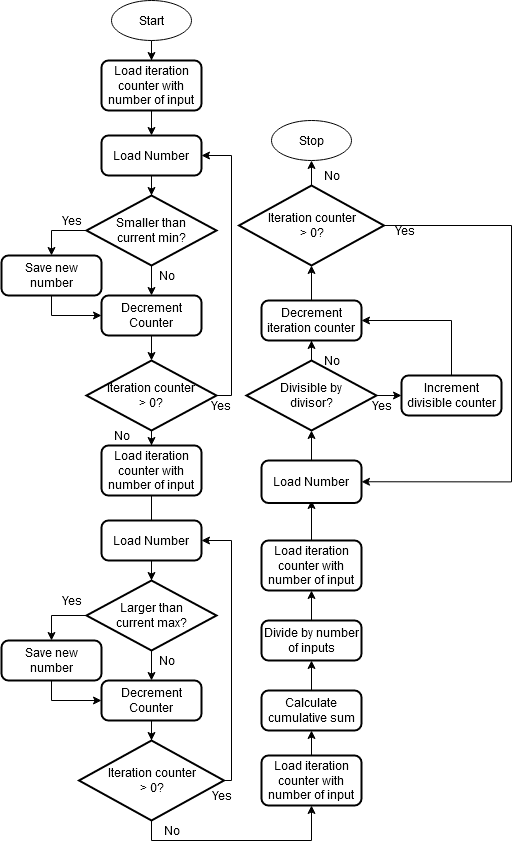 Start
Load iteration
counter with
number of input
Load Number
Smaller than
current min?
Yes
No
Save new
number
Decrement
Counter
Iteration counter
> 0?
Yes
No
Load iteration
counter with
number of input
Load Number
Larger than
current max?
Yes
No
Save new
number
Decrement
Counter
Iteration counter
> 0?
Yes
No
Load iteration
counter with
number of input
Calculate
cumulative sum
Divide by number
of inputs
Load iteration
counter with
number of input
Load Number
Divisible by
divisor?
Yes
No
Increment
divisible counter
Decrement
iteration counter
Iteration counter
> 0?
Yes
No
Stop